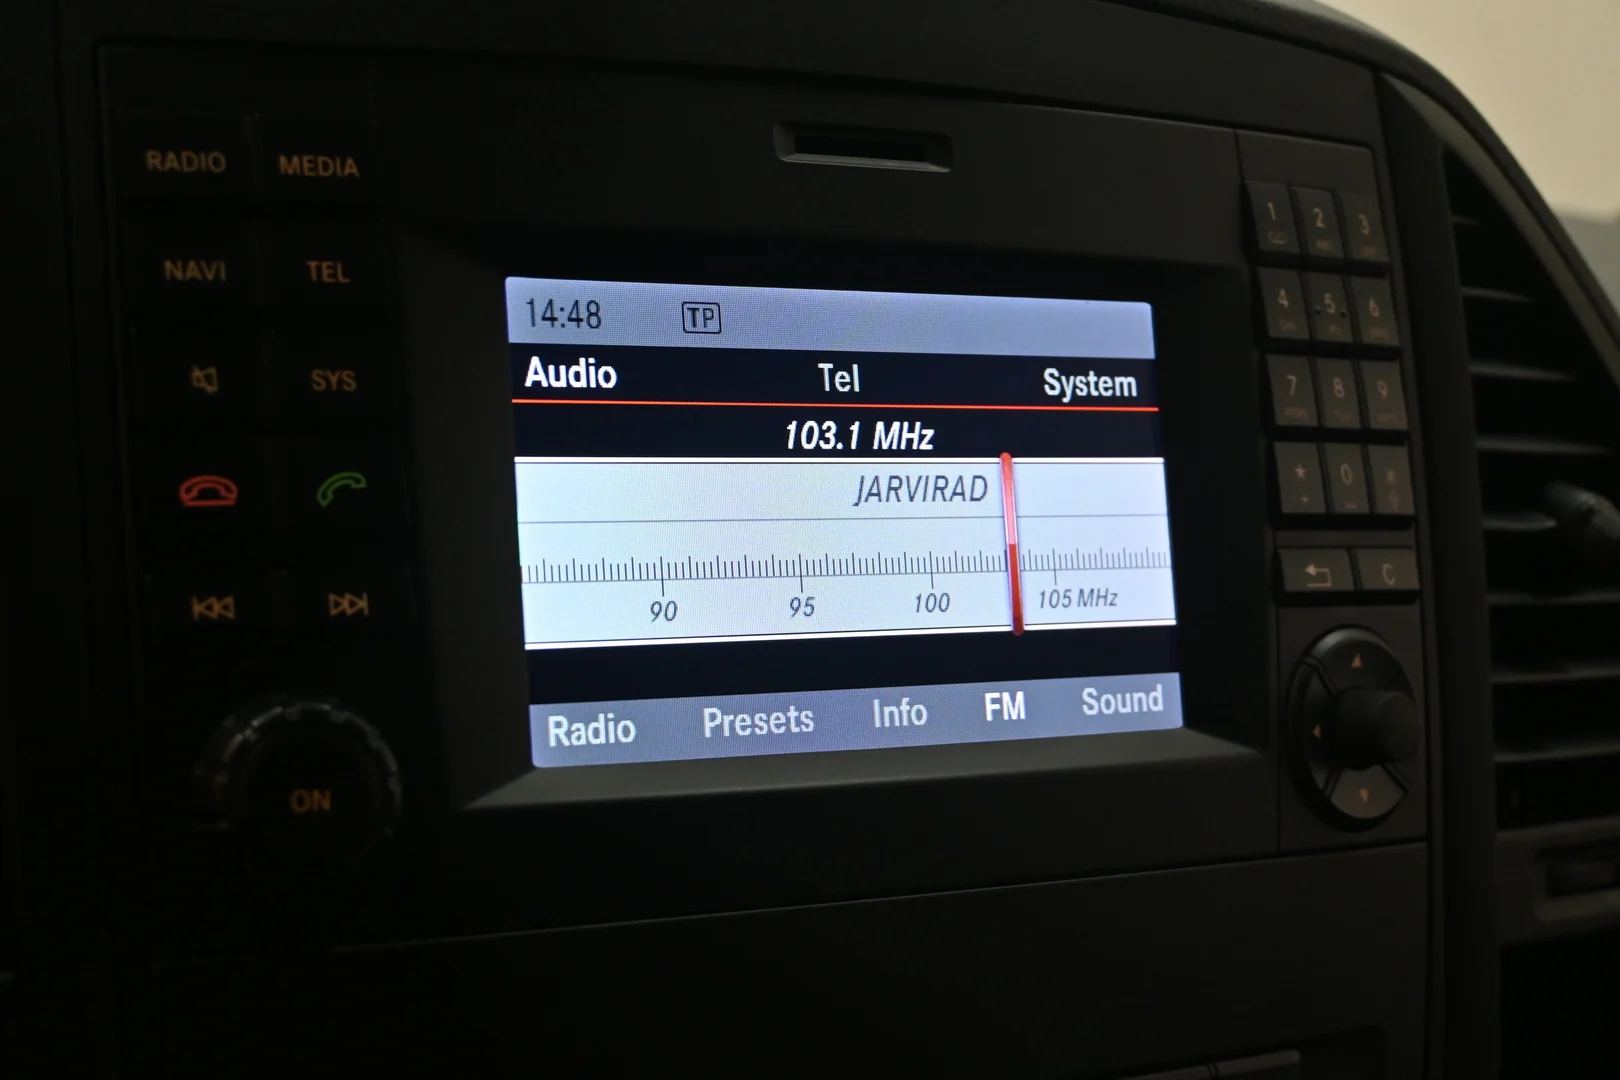 RADIO MEDIA
NAVI TEL
SYS
ON
14:48 TP
Audio Tel System
103.1 MHz
JARVIRAD
90 95 100 105 MHz
Radio Presets Info FM Sound
1 2 3
4 5 6
7 8 9
* 0
C